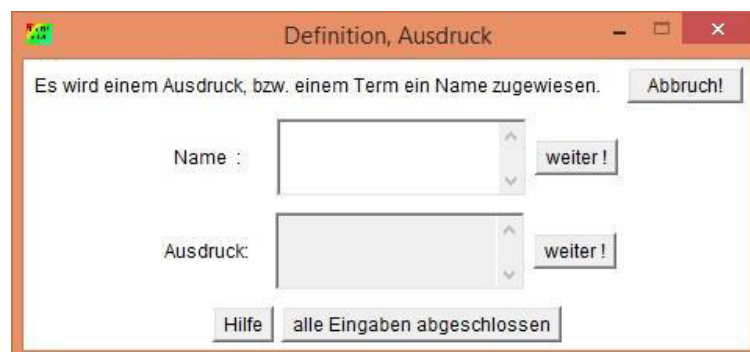 Definition, Ausdruck
Es wird einem Ausdruck, bzw. einem Term ein Name zugewiesen. Abbruch!
Name : weiter !
Ausdruck: weiter !
Hilfe alle Eingaben abgeschlossen